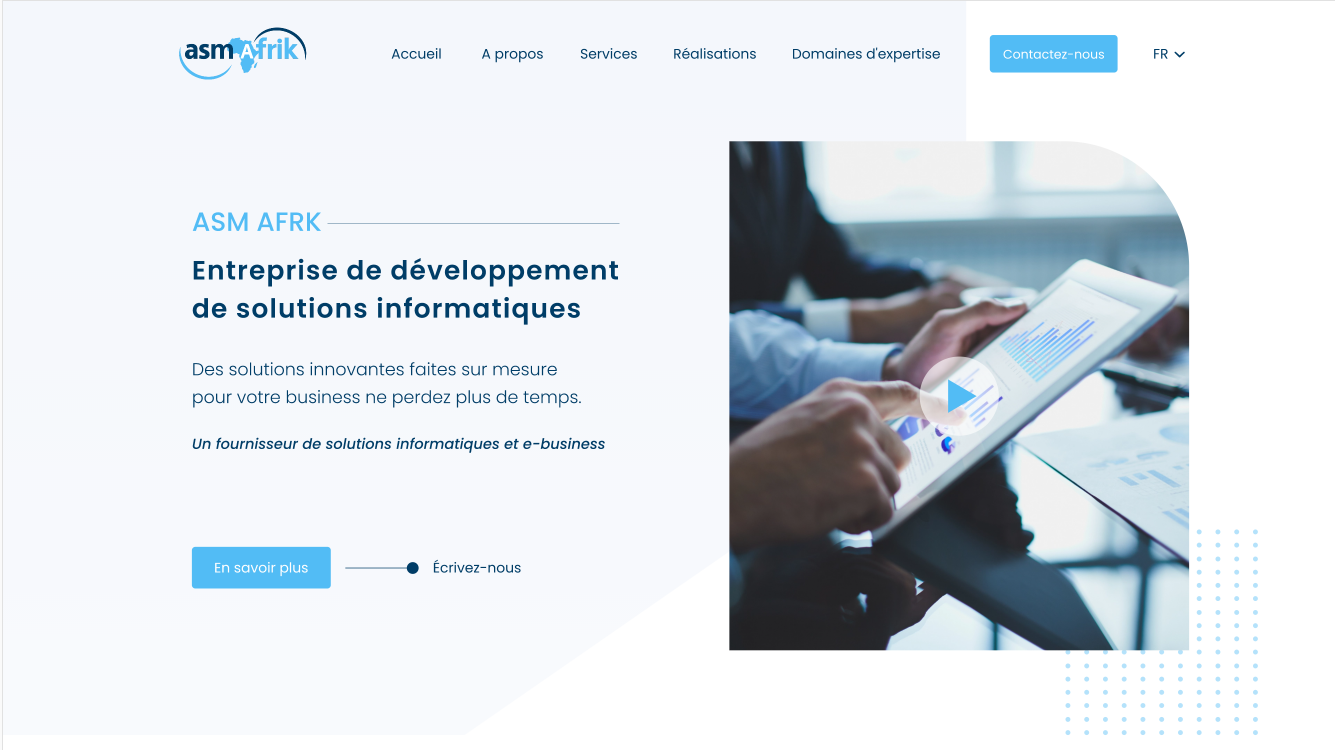 asm Afrik
Accueil
A propos
Services
Réalisations
Domaines d'expertise
Contactez-nous
FR
ASM AFRK
Entreprise de développement
de solutions informatiques
Des solutions innovantes faites sur mesure
pour votre business ne perdez plus de temps.
Un fournisseur de solutions informatiques et e-business
En savoir plus
Écrivez-nous